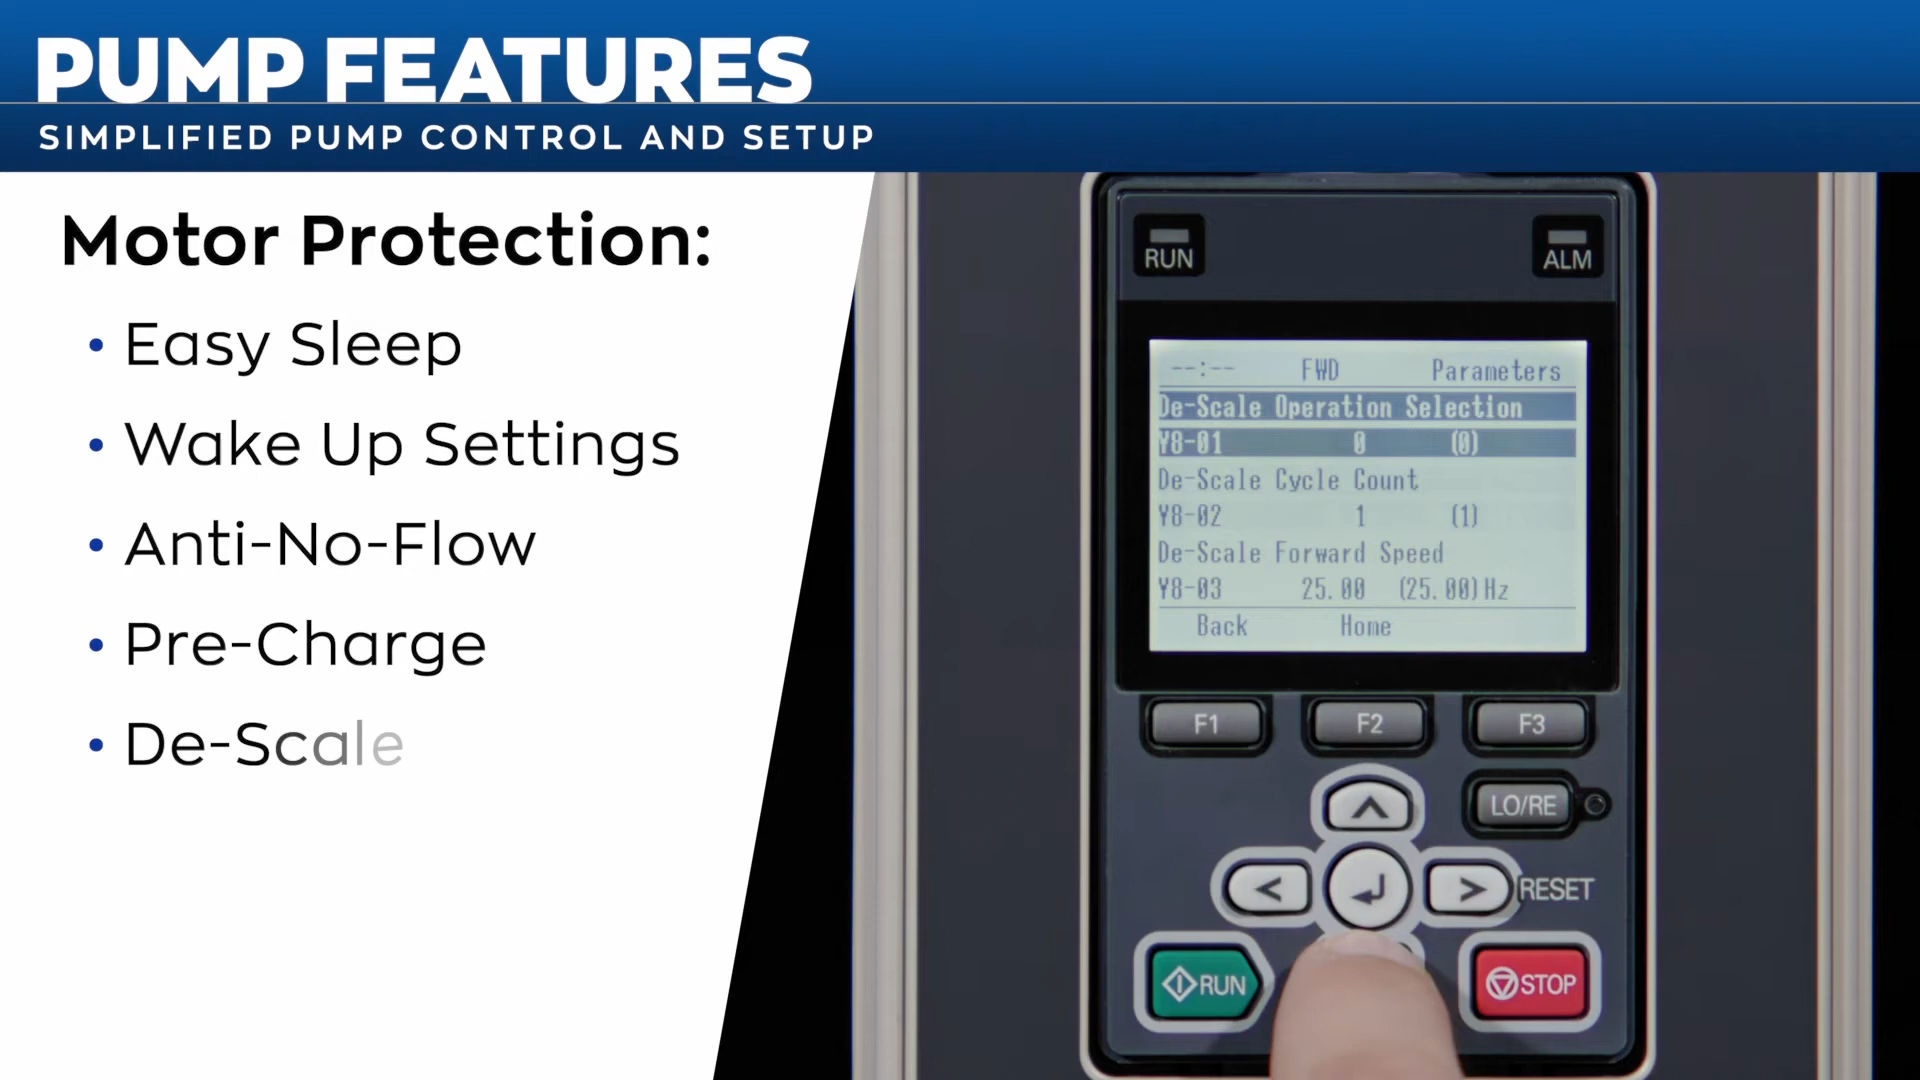 PUMP FEATURES
SIMPLIFIED PUMP CONTROL AND SETUP
Motor Protection:
• Easy Sleep
• Wake Up Settings
• Anti-No-Flow
• Pre-Charge
• De-Scale
RUN
ALM
--:-- FWD Parameters
De-Scale Operation Selection
Y8-01 0 (0)
De-Scale Cycle Count
Y8-02 1 (1)
De-Scale Forward Speed
Y8-03 25.00 (25.00)Hz
Back Home
F1 F2 F3
LO/RE
RESET
RUN
STOP